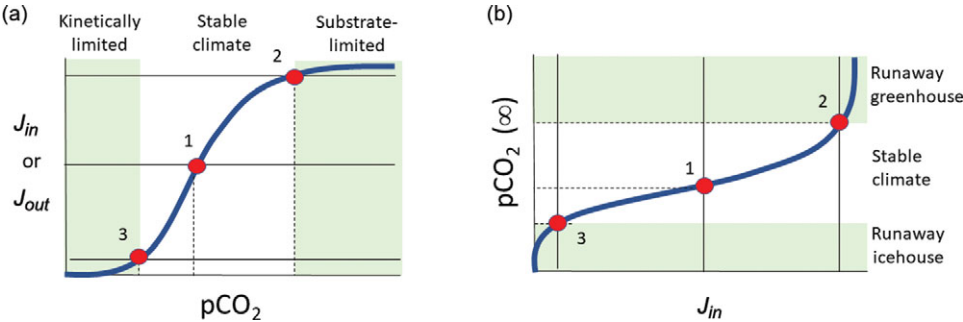 (a)
Kinetically
limited
Stable
climate
Substrate-
limited
2
1
3
J_in
or
J_out
pCO₂
(b)
pCO₂ (∞)
2
1
3
Runaway
greenhouse
Stable
climate
Runaway
icehouse
J_in